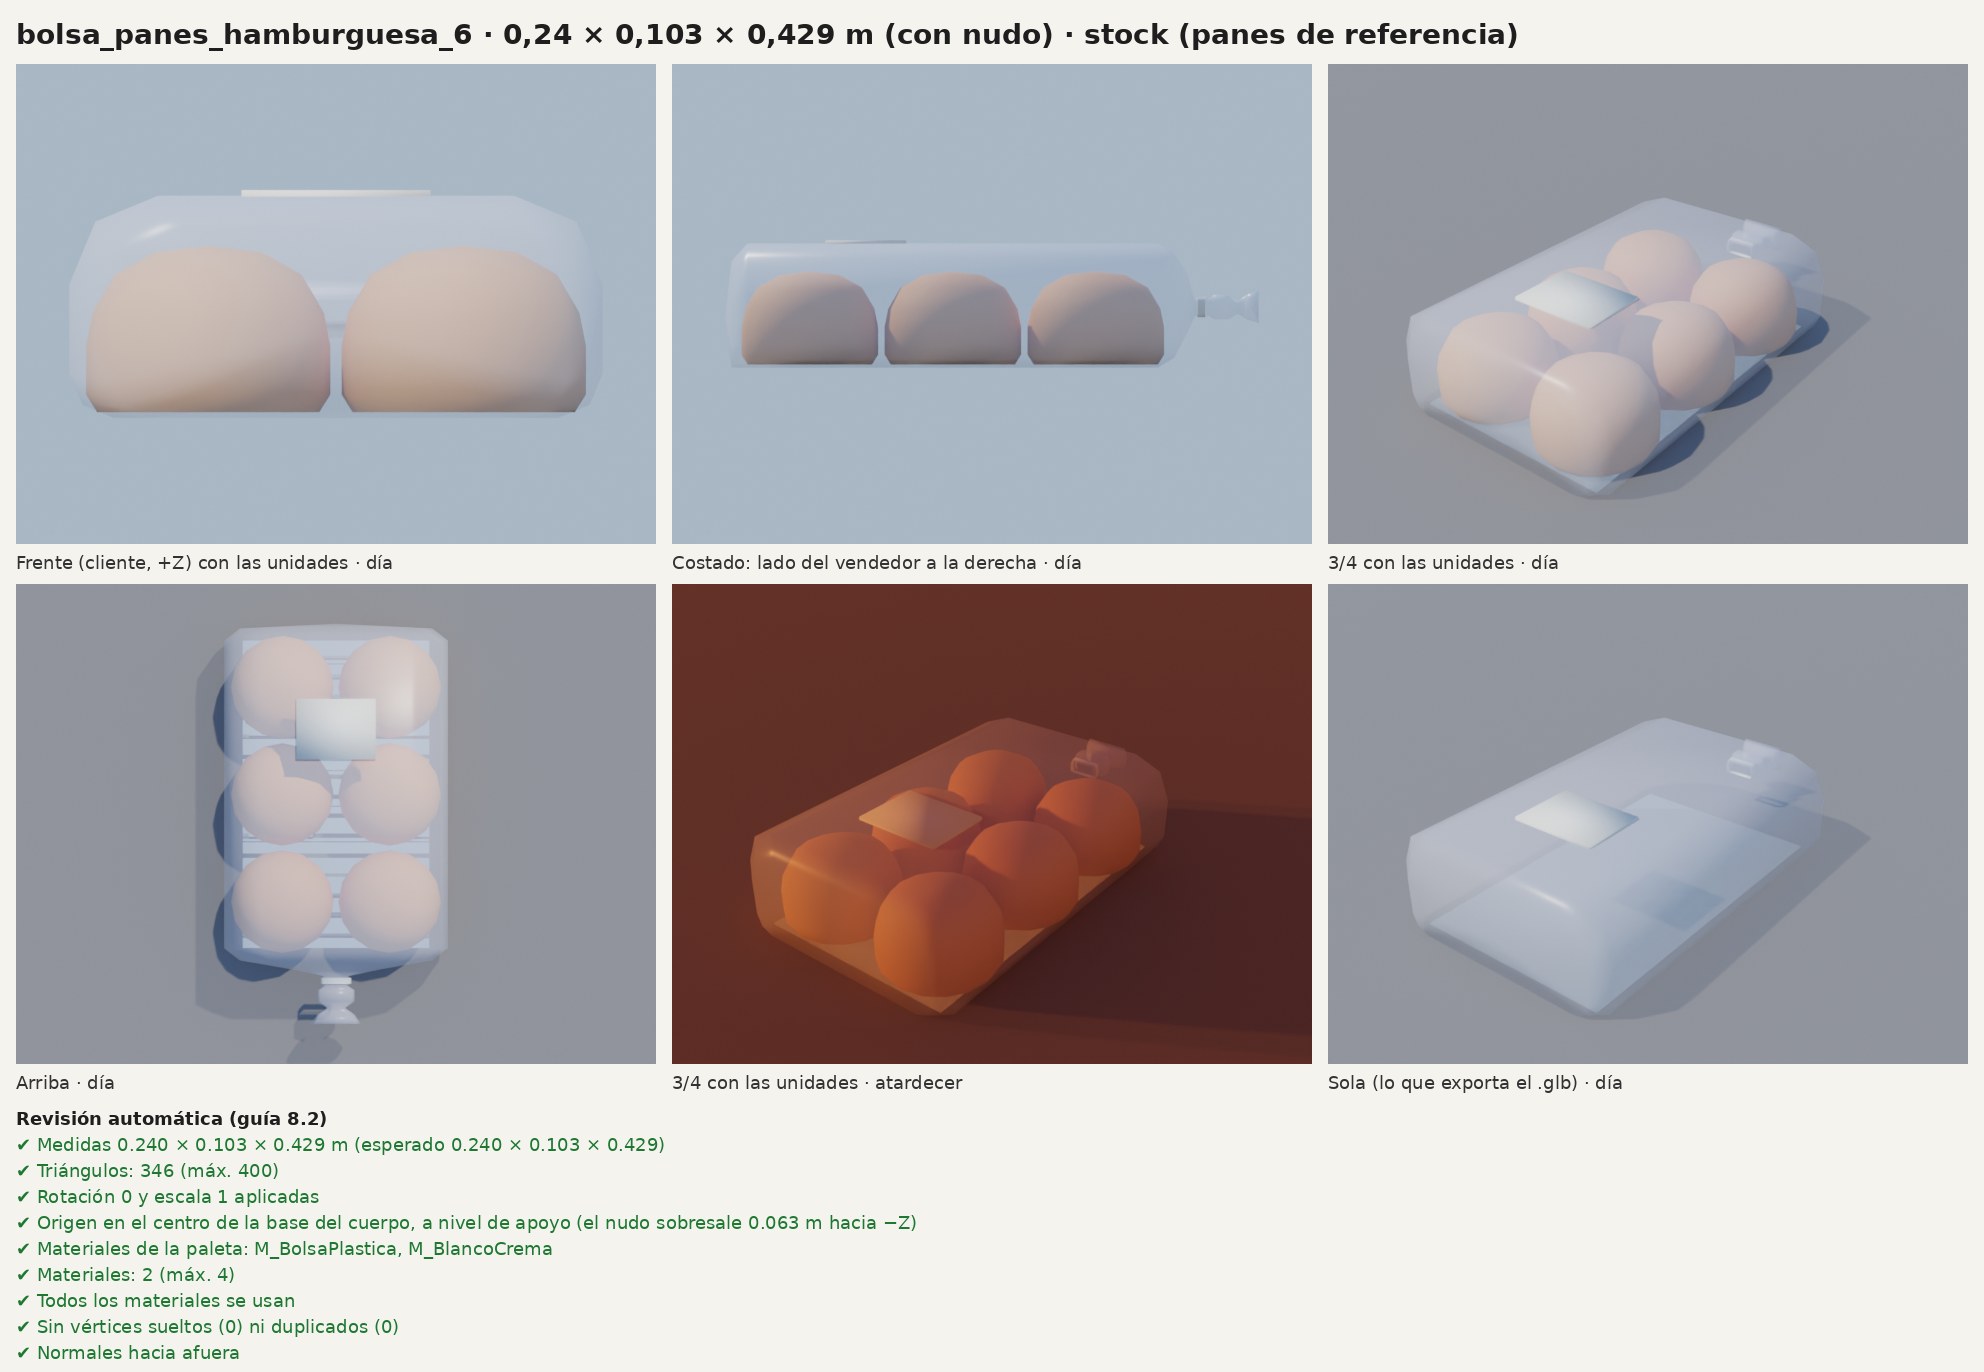 bolsa_panes_hamburguesa_6 · 0,24 × 0,103 × 0,429 m (con nudo) · stock (panes de referencia)
Frente (cliente, +Z) con las unidades · día
Costado: lado del vendedor a la derecha · día
3/4 con las unidades · día
Arriba · día
3/4 con las unidades · atardecer
Sola (lo que exporta el .glb) · día
Revisión automática (guía 8.2)
✔ Medidas 0.240 × 0.103 × 0.429 m (esperado 0.240 × 0.103 × 0.429)
✔ Triángulos: 346 (máx. 400)
✔ Rotación 0 y escala 1 aplicadas
✔ Origen en el centro de la base del cuerpo, a nivel de apoyo (el nudo sobresale 0.063 m hacia −Z)
✔ Materiales de la paleta: M_BolsaPlastica, M_BlancoCrema
✔ Materiales: 2 (máx. 4)
✔ Todos los materiales se usan
✔ Sin vértices sueltos (0) ni duplicados (0)
✔ Normales hacia afuera